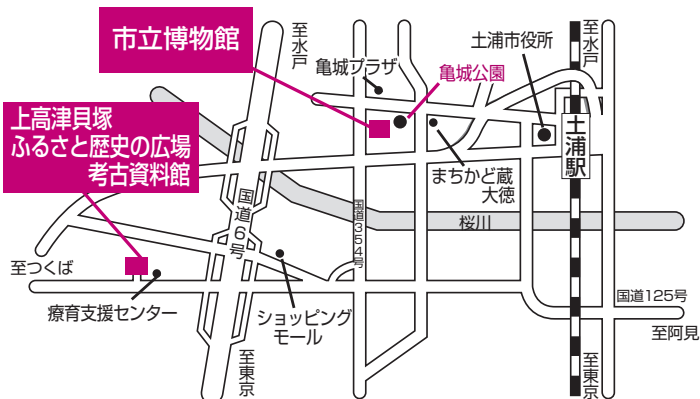 市立博物館
至水戸
亀城プラザ
亀城公園
土浦市役所
至水戸
上高津貝塚
ふるさと歴史の広場
考古資料館
まちかど蔵
大徳
土浦駅
国道6号
国道354号
桜川
至つくば
療育支援センター
ショッピング
モール
国道125号
至阿見
至東京
至東京